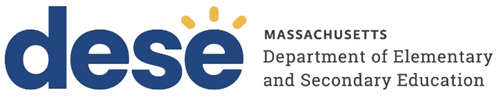 dese
MASSACHUSETTS
Department of Elementary
and Secondary Education